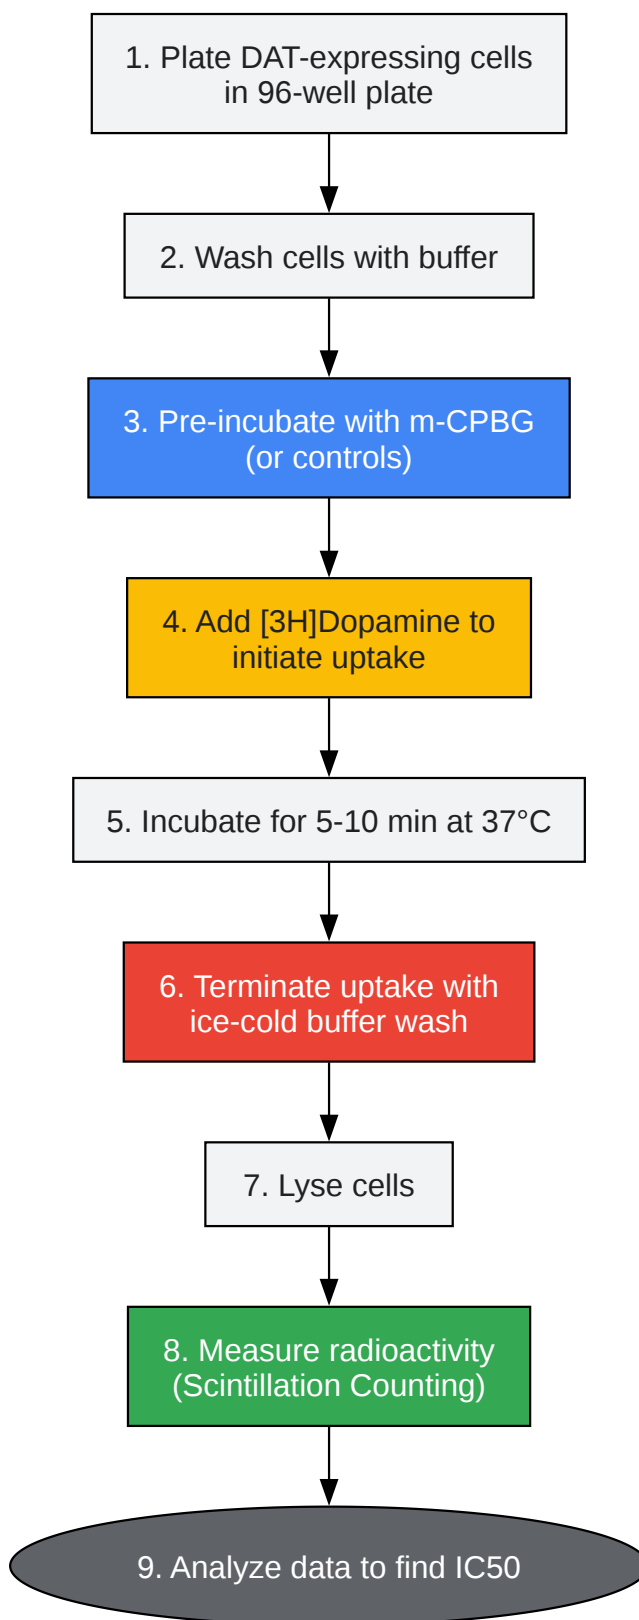 1. Plate DAT-expressing cells
in 96-well plate
2. Wash cells with buffer
3. Pre-incubate with m-CPBG
(or controls)
4. Add [3H]Dopamine to
initiate uptake
5. Incubate for 5-10 min at 37°C
6. Terminate uptake with
ice-cold buffer wash
7. Lyse cells
8. Measure radioactivity
(Scintillation Counting)
9. Analyze data to find IC50